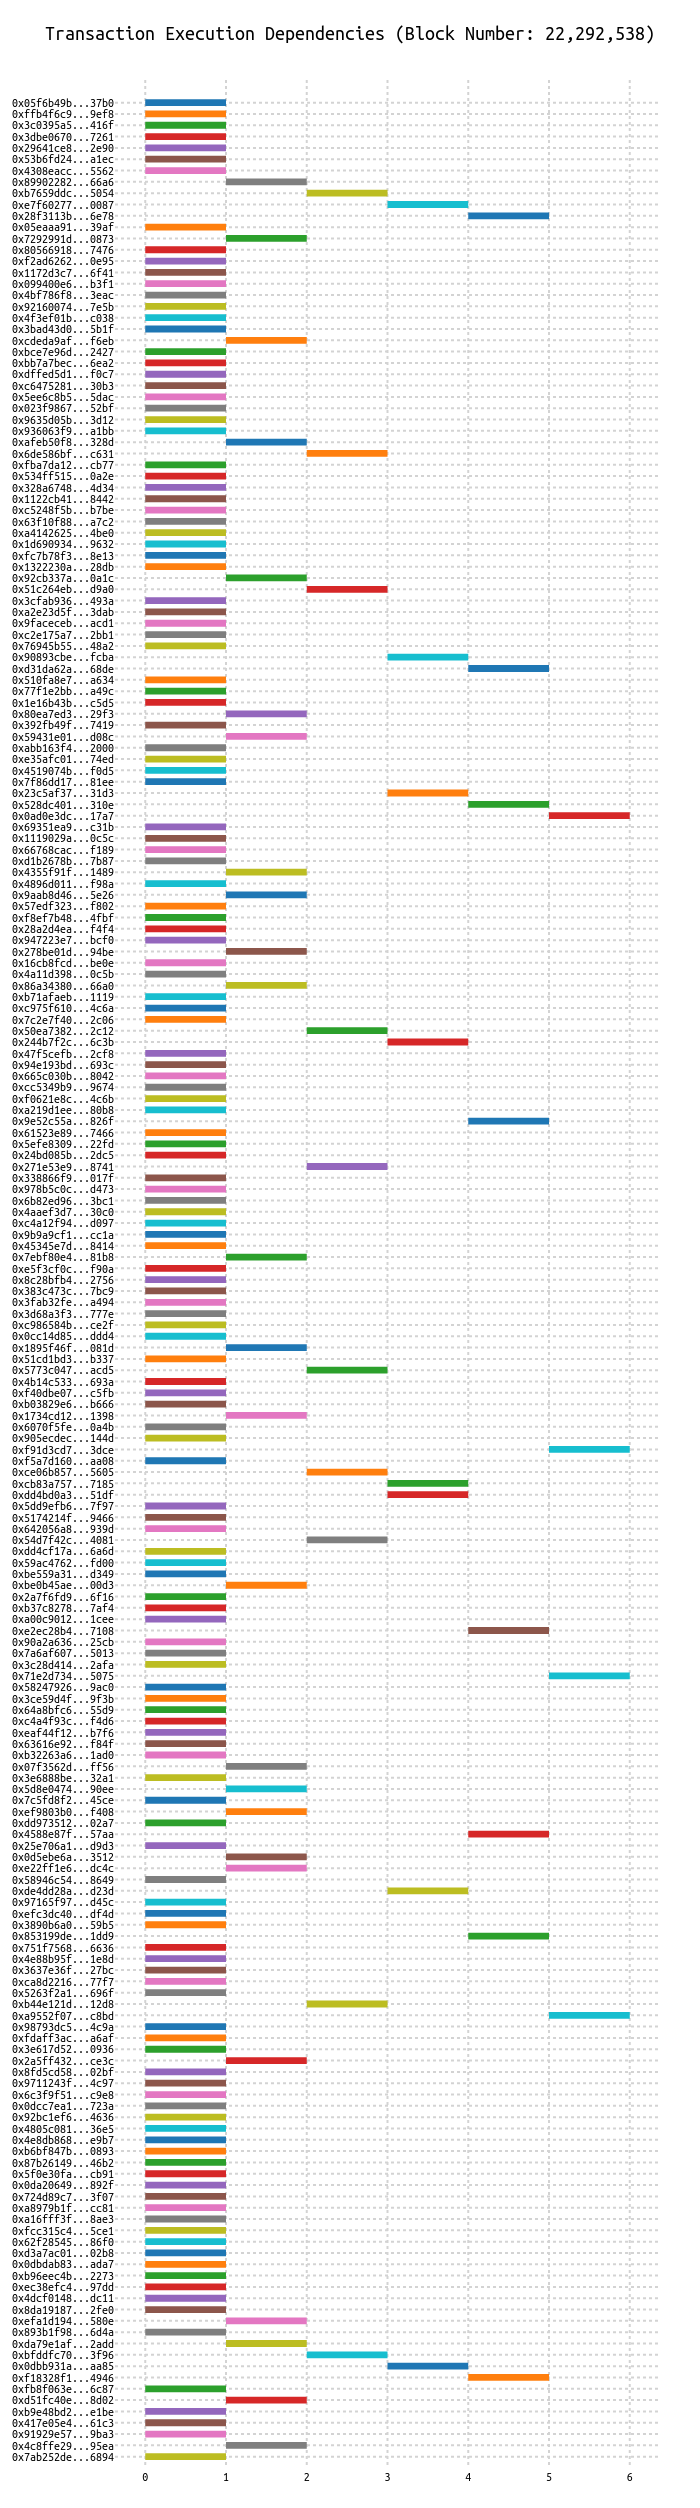 Transaction Execution Dependencies (Block Number: 22,292,538)
0x05f6b49b...37b0
0xffb4f6c9...9ef8
0x3c0395a5...416f
0x3dbe0670...7261
0x29641ce8...2e90
0x53b6fd24...a1ec
0x4308eacc...5562
0x89902282...66a6
0xb7659ddc...5054
0xe7f60277...0087
0x28f3113b...6e78
0x05eaaa91...39af
0x7292991d...0873
0x80566918...7476
0xf2ad6262...0e95
0x1172d3c7...6f41
0x099400e6...b3f1
0x4bf786f8...3eac
0x92160074...7e5b
0x4f3ef01b...c038
0x3bad43d0...5b1f
0xcdeda9af...f6eb
0xbce7e96d...2427
0xbb7a7bec...6ea2
0xdffed5d1...f0c7
0xc6475281...30b3
0x5ee6c8b5...5dac
0x023f9867...52bf
0x9635d05b...3d12
0x936063f9...a1bb
0xafeb50f8...328d
0x6de586bf...c631
0xfba7da12...cb77
0x534ff515...0a2e
0x328a6748...4d34
0x1122cb41...8442
0xc5248f5b...b7be
0x63f10f88...a7c2
0xa4142625...4be0
0x1d690934...9632
0xfc7b78f3...8e13
0x1322230a...28db
0x92cb337a...0a1c
0x51c264eb...d9a0
0x3cfab936...493a
0xa2e23d5f...3dab
0x9faceceb...acd1
0xc2e175a7...2bb1
0x76945b55...48a2
0x90893cbe...fcba
0xd31da62a...68de
0x510fa8e7...a634
0x77f1e2bb...a49c
0x1e16b43b...c5d5
0x80ea7ed3...29f3
0x392fb49f...7419
0x59431e01...d08c
0xabb163f4...2000
0xe35afc01...74ed
0x4519074b...f0d5
0x7f86dd17...81ee
0x23c5af37...31d3
0x528dc401...310e
0x0ad0e3dc...17a7
0x69351ea9...c31b
0x1119029a...0c5c
0x66768cac...f189
0xd1b2678b...7b87
0x4355f91f...1489
0x4896d011...f98a
0x9aab8d46...5e26
0x57edf323...f802
0xf8ef7b48...4fbf
0x28a2d4ea...f4f4
0x947223e7...bcf0
0x278be01d...94be
0x16cb8fcd...be0e
0x4a11d398...0c5b
0x86a34380...66a0
0xb71afaeb...1119
0xc975f610...4c6a
0x7c2e7f40...2c06
0x50ea7382...2c12
0x244b7f2c...6c3b
0x47f5cefb...2cf8
0x94e193bd...693c
0x665c030b...8042
0xcc5349b9...9674
0xf0621e8c...4c6b
0xa219d1ee...80b8
0x9e52c55a...826f
0x61523e89...7466
0x5efe8309...22fd
0x24bd085b...2dc5
0x271e53e9...8741
0x338866f9...017f
0x978b5c0c...d473
0x6b82ed96...3bc1
0x4aaef3d7...30c0
0xc4a12f94...d097
0x9b9a9cf1...cc1a
0x45345e7d...8414
0x7ebf80e4...81b8
0xe5f3cf0c...f90a
0x8c28bfb4...2756
0x383c473c...7bc9
0x3fab32fe...a494
0x3d68a3f3...777e
0xc986584b...ce2f
0x0cc14d85...ddd4
0x1895f46f...081d
0x51cd1bd3...b337
0x5773c047...acd5
0x4b14c533...693a
0xf40dbe07...c5fb
0xb03829e6...b666
0x1734cd12...1398
0x6070f5fe...0a4b
0x905ecdec...144d
0xf91d3cd7...3dce
0xf5a7d160...aa08
0xce06b857...5605
0xcb83a757...7185
0xdd4bd0a3...51df
0x5dd9efb6...7f97
0x5174214f...9466
0x642056a8...939d
0x54d7f42c...4081
0xdd4cf17a...6a6d
0x59ac4762...fd00
0xbe559a31...d349
0xbe0b45ae...00d3
0x2a7f6fd9...6f16
0xb37c8278...7af4
0xa00c9012...1cee
0xe2ec28b4...7108
0x90a2a636...25cb
0x7a6af607...5013
0x3c28d414...2afa
0x71e2d734...5075
0x58247926...9ac0
0x3ce59d4f...9f3b
0x64a8bfc6...55d9
0xc4a4f93c...f4d6
0xeaf44f12...b7f6
0x63616e92...f84f
0xb32263a6...1ad0
0x07f3562d...ff56
0x3e6888be...32a1
0x5d8e0474...90ee
0x7c5fd8f2...45ce
0xef9803b0...f408
0xdd973512...02a7
0x4588e87f...57aa
0x25e706a1...d9d3
0x0d5ebe6a...3512
0xe22ff1e6...dc4c
0x58946c54...8649
0xde4dd28a...d23d
0x97165f97...d45c
0xefc3dc40...df4d
0x3890b6a0...59b5
0x853199de...1dd9
0x751f7568...6636
0x4e88b95f...1e8d
0x3637e36f...27bc
0xca8d2216...77f7
0x5263f2a1...696f
0xb44e121d...12d8
0xa9552f07...c8bd
0x98793dc5...4c9a
0xfdaff3ac...a6af
0x3e617d52...0936
0x2a5ff432...ce3c
0x8fd5cd58...02bf
0x9711243f...4c97
0x6c3f9f51...c9e8
0x0dcc7ea1...723a
0x92bc1ef6...4636
0x4805c081...36e5
0x4e8db868...e9b7
0xb6bf847b...0893
0x87b26149...46b2
0x5f0e30fa...cb91
0x0da20649...892f
0x724d89c7...3f07
0xa8979b1f...cc81
0xa16fff3f...8ae3
0xfcc315c4...5ce1
0x62f28545...86f0
0xd3a7ac01...02b8
0x0dbdab83...ada7
0xb96eec4b...2273
0xec38efc4...97dd
0x4dcf0148...dc11
0x8da19187...2fe0
0xefa1d194...580e
0x893b1f98...6d4a
0xda79e1af...2add
0xbfddfc70...3f96
0x0dbb931a...aa85
0xf18328f1...4946
0xfb8f063e...6c87
0xd51fc40e...8d02
0xb9e48bd2...e1be
0x417e05e4...61c3
0x91929e57...9ba3
0x4c8ffe29...95ea
0x7ab252de...6894
0 1 2 3 4 5 6